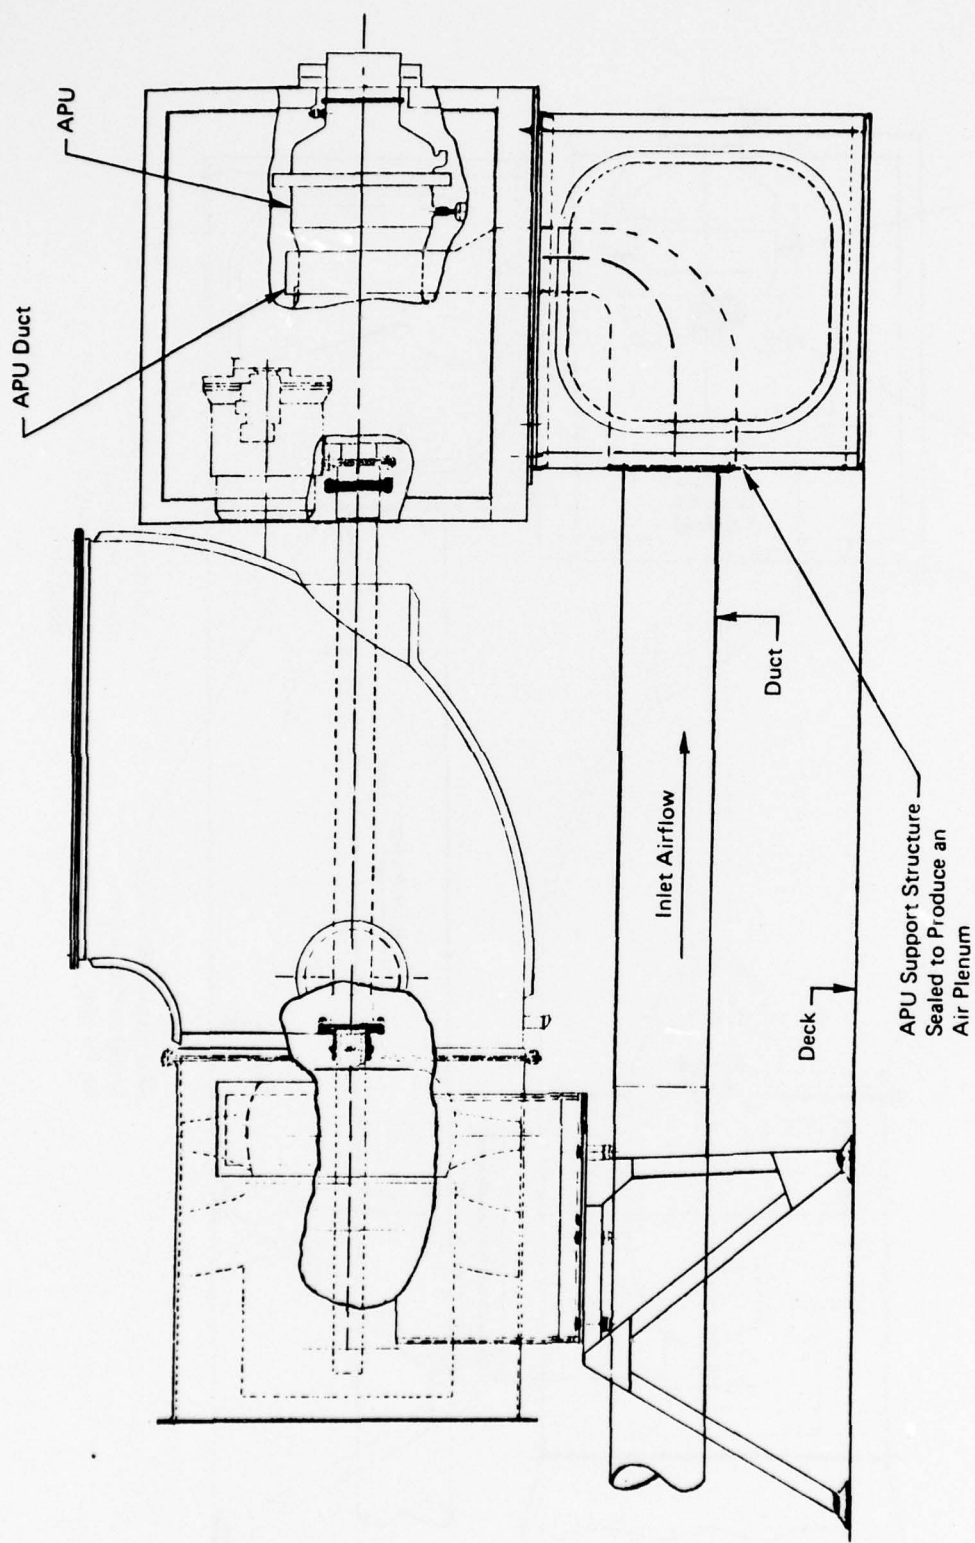 APU
APU Duct
Inlet Airflow
Duct
Deck
APU Support Structure
Sealed to Produce an
Air Plenum